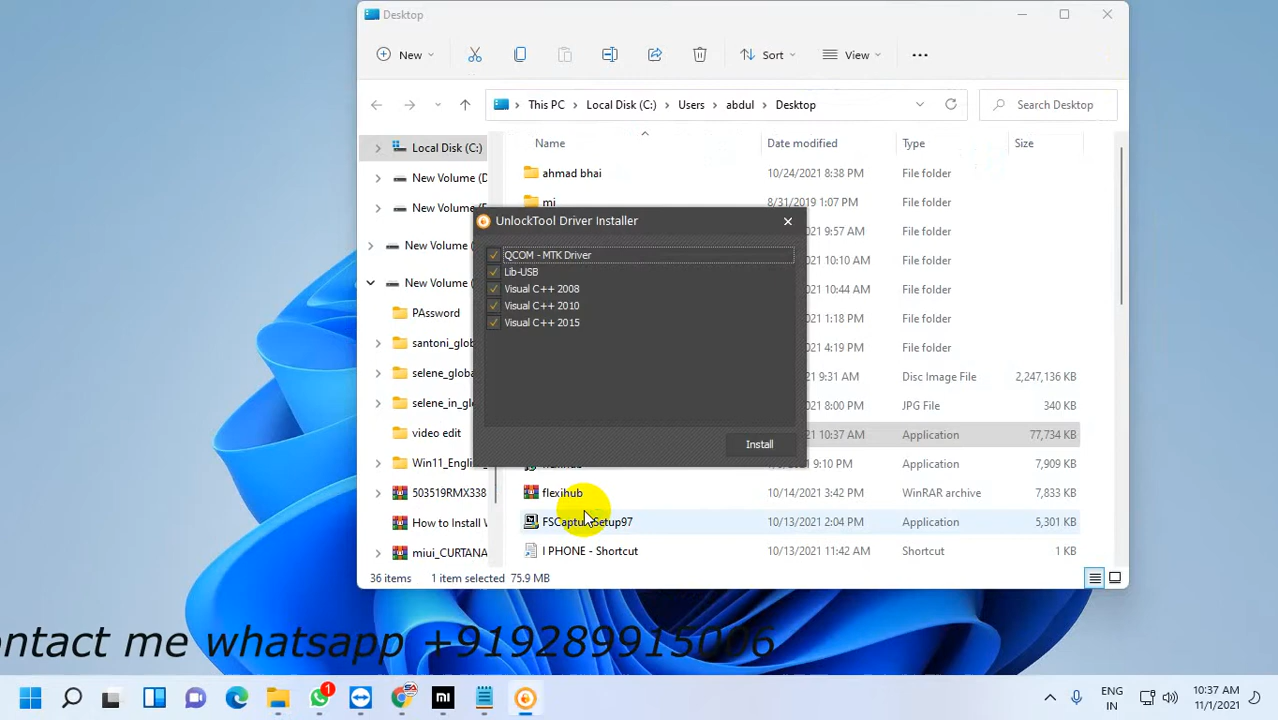 Desktop
New
Sort
View
This PC
Local Disk (C:)
Users
abdul
Desktop
Search Desktop
Name
Date modified
Type
Size
Local Disk (C:)
New Volume (D
New Volume (
New Volume (
New Volume (
PAssword
santoni_glob
selene_globa
selene_in_gl
video edit
Win11_Englis
503519RMX338
How to Install W
miui_CURTANA
ahmad bhai
10/24/2021 8:38 PM
File folder
mi
8/31/2019 1:07 PM
File folder
9:57 AM
File folder
10:10 AM
File folder
10:44 AM
File folder
1:18 PM
File folder
4:19 PM
File folder
9:31 AM
Disc Image File
2,247,136 KB
8:00 PM
JPG File
340 KB
10:37 AM
Application
77,734 KB
9:10 PM
Application
7,909 KB
flexihub
10/14/2021 3:42 PM
WinRAR archive
7,833 KB
FSCaptureSetup97
10/13/2021 2:04 PM
Application
5,301 KB
I PHONE - Shortcut
10/13/2021 11:42 AM
Shortcut
1 KB
UnlockTool Driver Installer
QCOM - MTK Driver
Lib-USB
Visual C++ 2008
Visual C++ 2010
Visual C++ 2015
Install
36 items
1 item selected 75.9 MB
ontact me whatsapp +919289915006
1
mi
ENG
IN
10:37 AM
11/1/2021